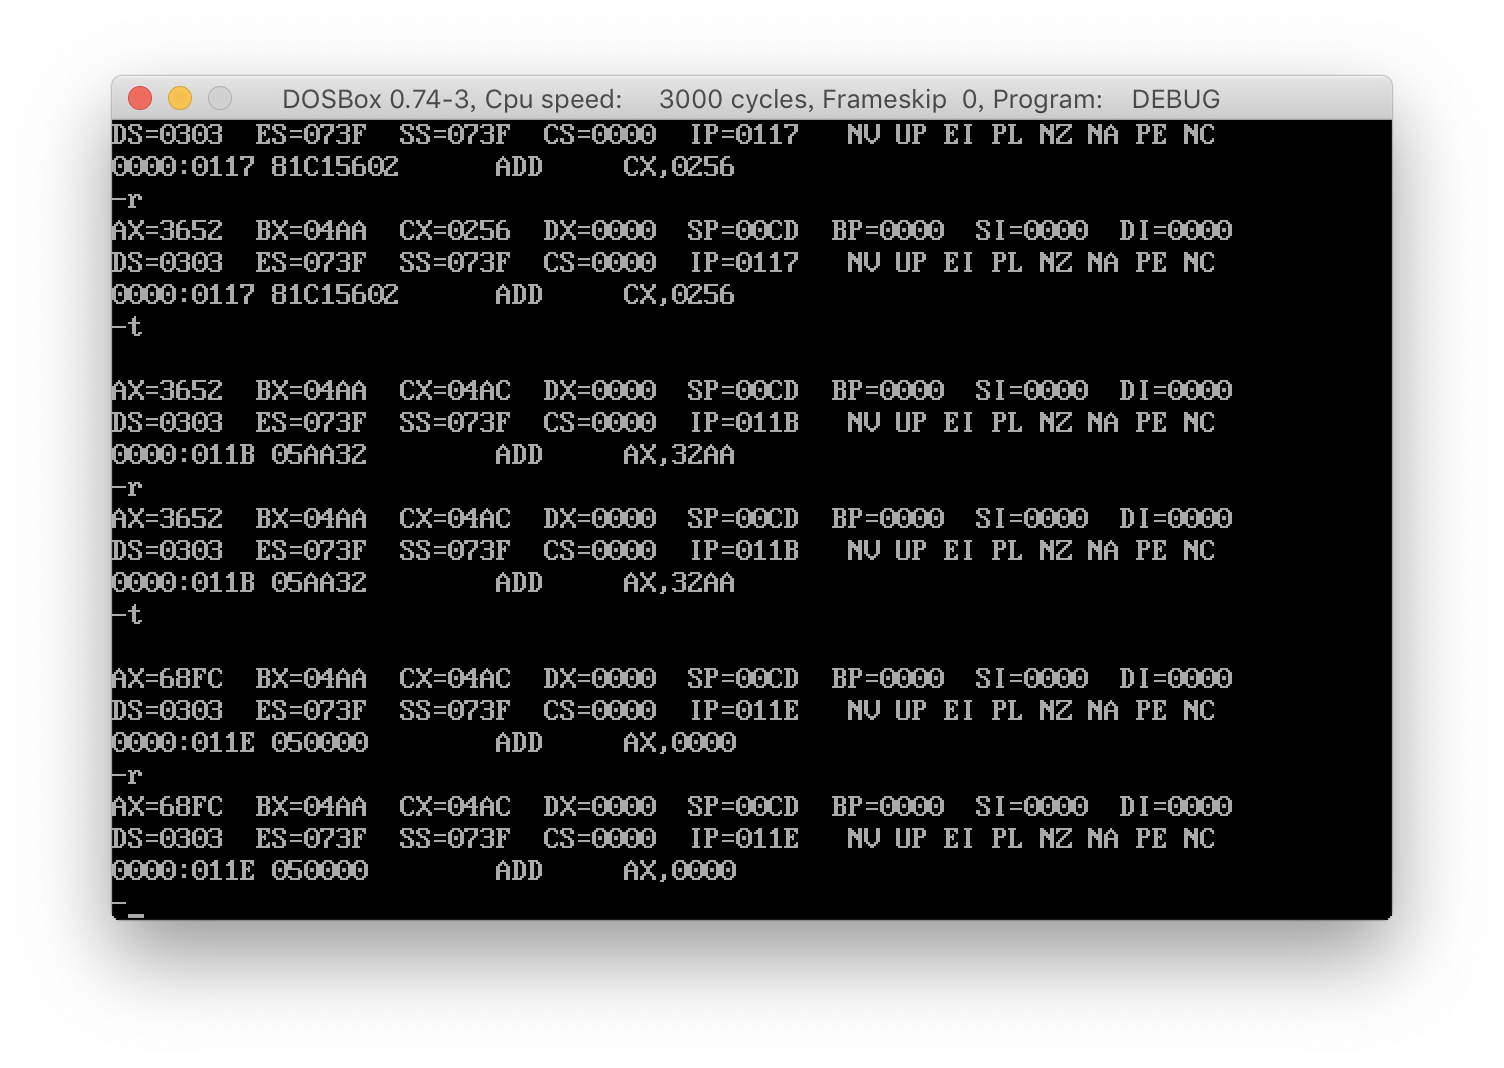 DOSBox 0.74-3, Cpu speed: 3000 cycles, Frameskip 0, Program: DEBUG
DS=0303 ES=073F SS=073F CS=0000 IP=0117 NV UP EI PL NZ NA PE NC
0000:0117 81C15602 ADD CX,0256
-r
AX=3652 BX=04AA CX=0256 DX=0000 SP=00CD BP=0000 SI=0000 DI=0000
DS=0303 ES=073F SS=073F CS=0000 IP=0117 NV UP EI PL NZ NA PE NC
0000:0117 81C15602 ADD CX,0256
-t
AX=3652 BX=04AA CX=04AC DX=0000 SP=00CD BP=0000 SI=0000 DI=0000
DS=0303 ES=073F SS=073F CS=0000 IP=011B NV UP EI PL NZ NA PE NC
0000:011B 05AA32 ADD AX,32AA
-r
AX=3652 BX=04AA CX=04AC DX=0000 SP=00CD BP=0000 SI=0000 DI=0000
DS=0303 ES=073F SS=073F CS=0000 IP=011B NV UP EI PL NZ NA PE NC
0000:011B 05AA32 ADD AX,32AA
-t
AX=68FC BX=04AA CX=04AC DX=0000 SP=00CD BP=0000 SI=0000 DI=0000
DS=0303 ES=073F SS=073F CS=0000 IP=011E NV UP EI PL NZ NA PE NC
0000:011E 050000 ADD AX,0000
-r
AX=68FC BX=04AA CX=04AC DX=0000 SP=00CD BP=0000 SI=0000 DI=0000
DS=0303 ES=073F SS=073F CS=0000 IP=011E NV UP EI PL NZ NA PE NC
0000:011E 050000 ADD AX,0000
-_